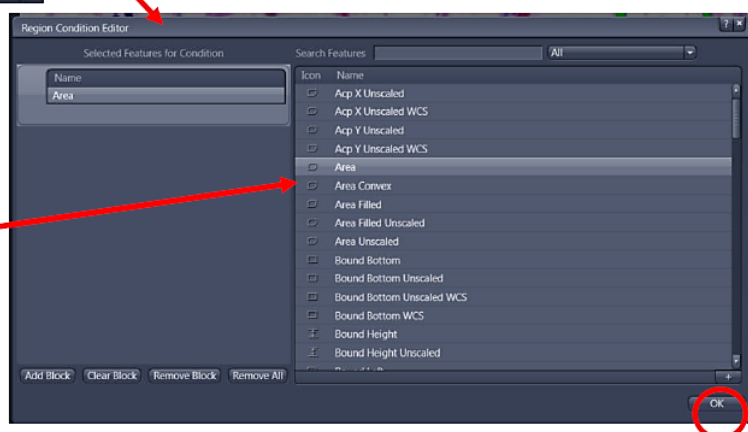 Region Condition Editor
Selected Features for Condition
Search Features
All
Name
Area
Icon Name
Acp X Unscaled
Acp X Unscaled WCS
Acp Y Unscaled
Acp Y Unscaled WCS
Area
Area Convex
Area Filled
Area Filled Unscaled
Area Unscaled
Bound Bottom
Bound Bottom Unscaled
Bound Bottom Unscaled WCS
Bound Bottom WCS
Bound Height
Bound Height Unscaled
Add Block Clear Block Remove Block Remove All
+
OK